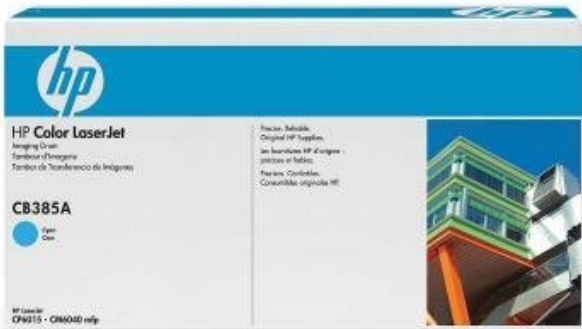 hp
HP Color LaserJet
Imaging Drum
Tambour d'imagerie
Tambor de Transferencia de Imágenes
CB385A
Cyan
Cian
HP LaserJet
CP6015 • CM6040 mfp
Precise. Reliable.
Original HP Supplies.
Les fournitures HP d'origine :
précises et fiables.
Precisos. Confiables.
Consumibles originales HP.